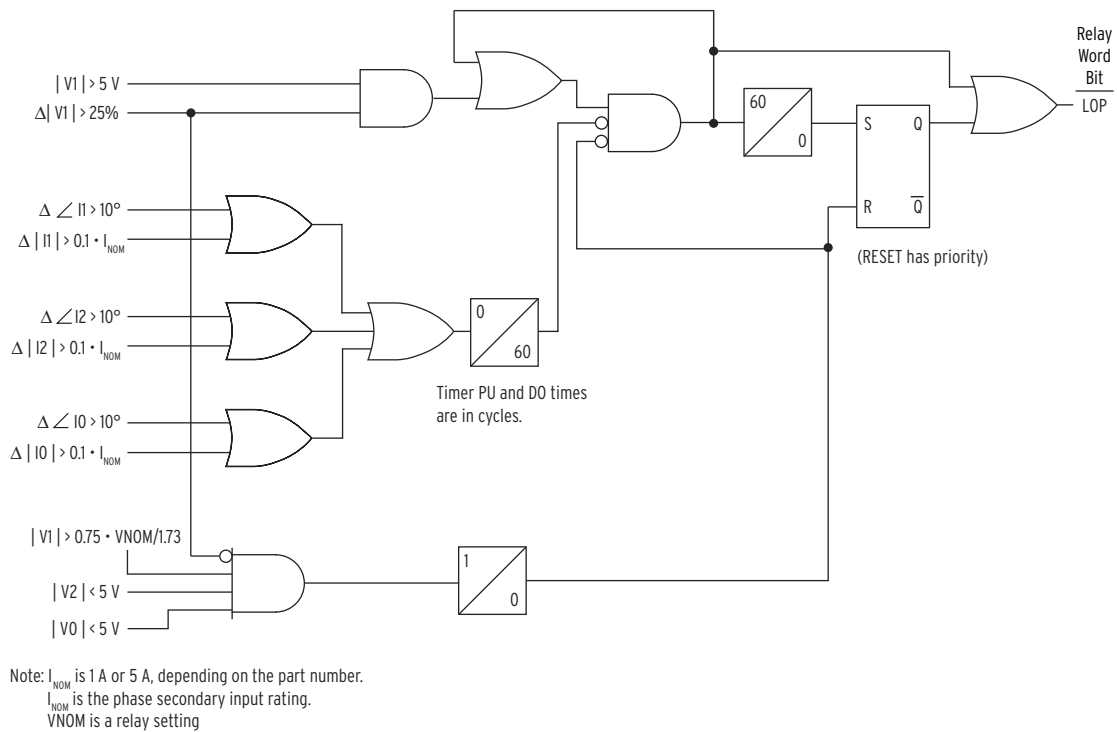 Relay
Word
Bit
LOP
| V1 | > 5 V
Δ| V1 | > 25%
60
0
S Q
R Q̅
(RESET has priority)
Δ ∠ I1 > 10°
Δ | I1 | > 0.1 • INOM
Δ ∠ I2 > 10°
Δ | I2 | > 0.1 • INOM
0
60
Timer PU and DO times
are in cycles.
Δ ∠ I0 > 10°
Δ | I0 | > 0.1 • INOM
| V1 | > 0.75 • VNOM/1.73
1
0
| V2 | < 5 V
| V0 | < 5 V
Note: INOM is 1 A or 5 A, depending on the part number.
INOM is the phase secondary input rating.
VNOM is a relay setting